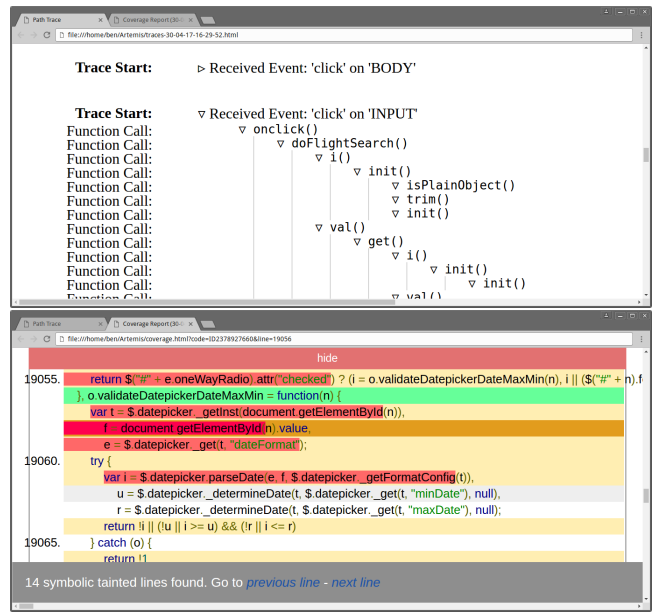 Path Trace
Coverage Report (30-
file:///home/ben/Artemis/traces-30-04-17-16-29-52.html
Trace Start: ▷ Received Event: 'click' on 'BODY'
Trace Start: ▽ Received Event: 'click' on 'INPUT'
Function Call: ▽ onclick()
Function Call: ▽ doFlightSearch()
Function Call: ▽ i()
Function Call: ▽ init()
Function Call: ▽ isPlainObject()
Function Call: ▽ trim()
Function Call: ▽ init()
Function Call: ▽ val()
Function Call: ▽ get()
Function Call: ▽ i()
Function Call: ▽ init()
Function Call: ▽ init()
Function Call: ▽ val()
Path Trace
Coverage Report (30-
file:///home/ben/Artemis/coverage.html?code=ID2378927660&line=19056
hide
19055. return $("#" + e.oneWayRadio).attr("checked") ? (i = o.validateDatepickerDateMaxMin(n), i || ($("#" + n).f
}, o.validateDatepickerDateMaxMin = function(n) {
var t = $.datepicker._getInst(document.getElementById(n)),
f document.getElementById n).value,
e = $.datepicker._get(t, "dateFormat");
19060. try {
var i = $.datepicker.parseDate(e, f, $.datepicker._getFormatConfig(t)),
u = $.datepicker._determineDate(t, $.datepicker._get(t, "minDate"), null),
r = $.datepicker._determineDate(t, $.datepicker._get(t, "maxDate"), null);
return !i || (!u || i >= u) && (!r || i <= r)
19065. } catch (o) {
return !1
14 symbolic tainted lines found. Go to previous line - next line